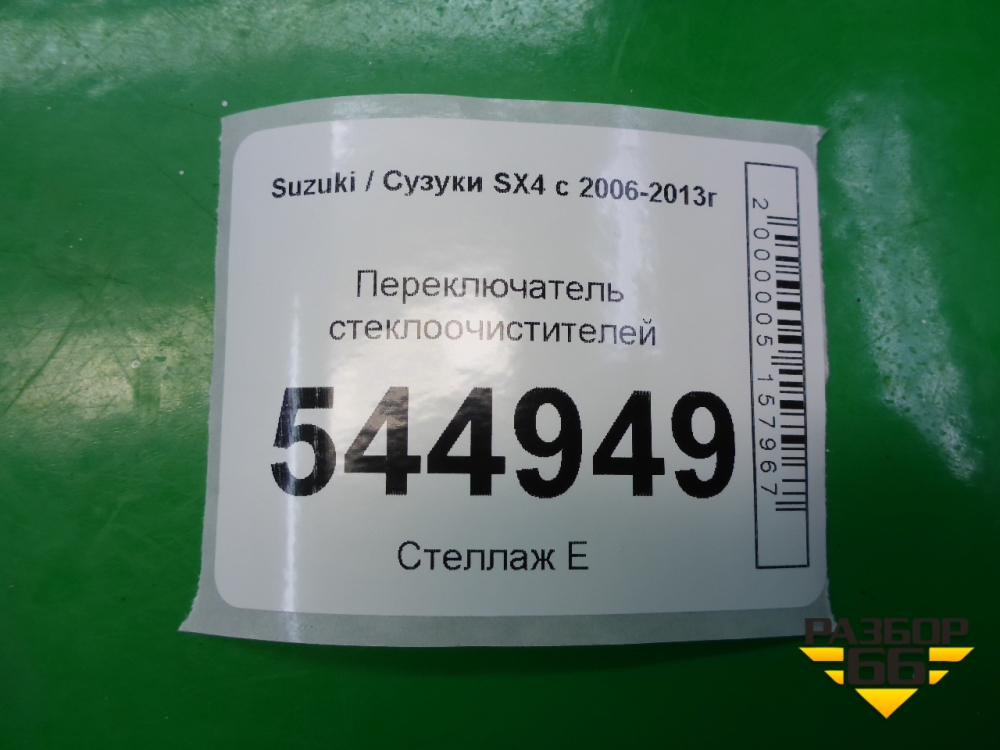 Suzuki / Сузуки SX4 с 2006-2013г
Переключатель
стеклоочистителей
544949
Стеллаж Е
2000005157967
РАЗБОР
66